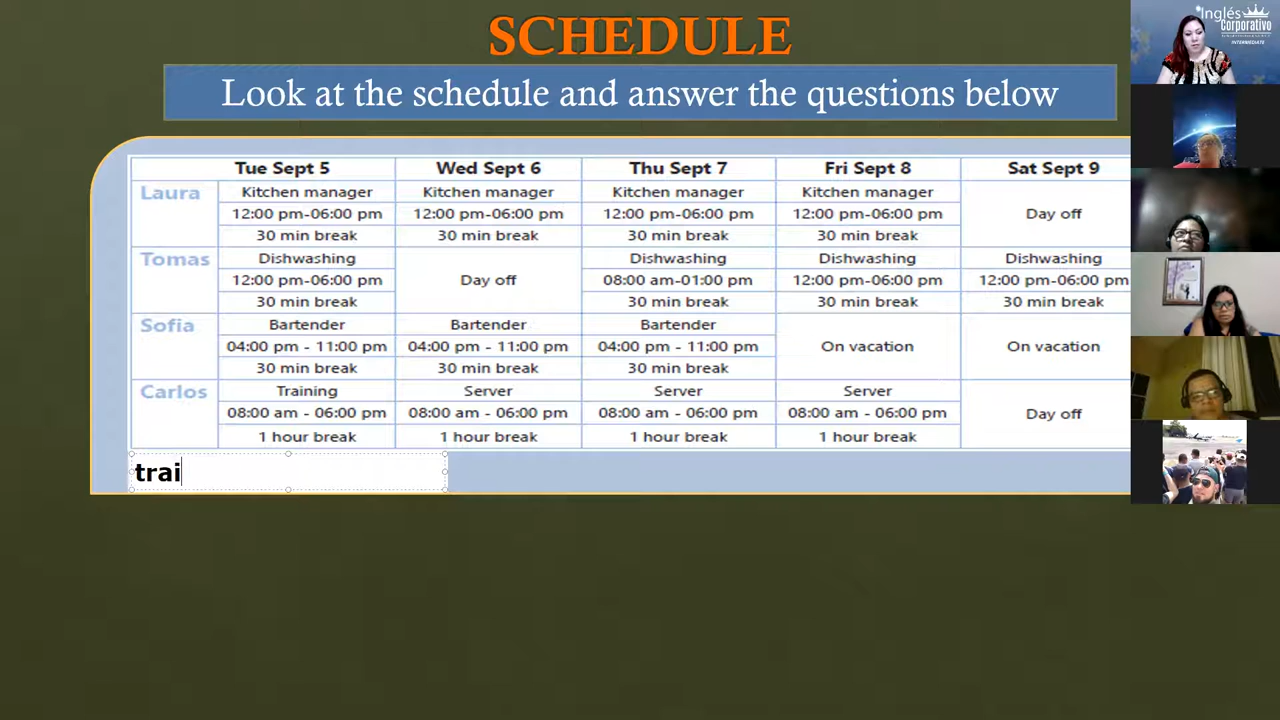 SCHEDULE
Look at the schedule and answer the questions below
Tue Sept 5 Wed Sept 6 Thu Sept 7 Fri Sept 8 Sat Sept 9
Laura Kitchen manager Kitchen manager Kitchen manager Kitchen manager
12:00 pm-06:00 pm 12:00 pm-06:00 pm 12:00 pm-06:00 pm 12:00 pm-06:00 pm Day off
30 min break 30 min break 30 min break 30 min break
Tomas Dishwashing Dishwashing Dishwashing Dishwashing
12:00 pm-06:00 pm Day off 08:00 am-01:00 pm 12:00 pm-06:00 pm 12:00 pm-06:00 pm
30 min break 30 min break 30 min break 30 min break
Sofia Bartender Bartender Bartender
04:00 pm - 11:00 pm 04:00 pm - 11:00 pm 04:00 pm - 11:00 pm On vacation On vacation
30 min break 30 min break 30 min break
Carlos Training Server Server Server
08:00 am - 06:00 pm 08:00 am - 06:00 pm 08:00 am - 06:00 pm 08:00 am - 06:00 pm Day off
1 hour break 1 hour break 1 hour break 1 hour break
trai
Inglés
Corporativo
INTERMEDIATE